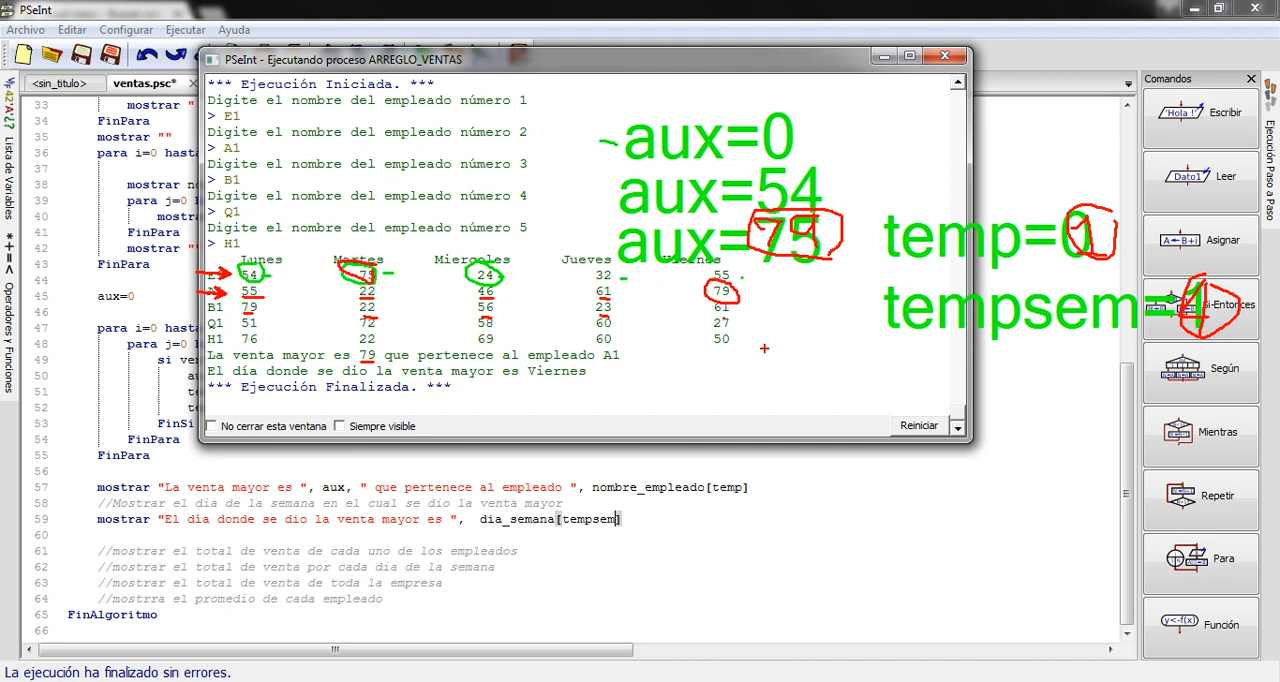 PSeInt
Archivo Editar Configurar Ejecutar Ayuda
<sin_titulo> ventas.psc*
PSeInt - Ejecutando proceso ARREGLO_VENTAS
*** Ejecución Iniciada. ***
Digite el nombre del empleado número 1
> E1
Digite el nombre del empleado número 2
> A1
Digite el nombre del empleado número 3
> B1
Digite el nombre del empleado número 4
> Q1
Digite el nombre del empleado número 5
> H1
Lunes Martes Miercoles Jueves Viernes
54 73 24 32 55
55 22 46 61 79
B1 79 22 56 23 61
Q1 51 72 58 60 27
H1 76 22 69 60 50
La venta mayor es 79 que pertenece al empleado A1
El día donde se dio la venta mayor es Viernes
*** Ejecución Finalizada. ***
No cerrar esta ventana Siempre visible Reiniciar
aux=0
aux=54
aux=75
temp=0
1
tempsem=
4
33 mostrar "
34 FinPara
35 mostrar ""
36 para i=0 hasta
37
38 mostrar no
39 para j=0 h
40 mostra
41 FinPara
42 mostrar ""
43 FinPara
44
45 aux=0
46
47 para i=0 hasta
48 para j=0 h
49 si ven
50 au
51 te
52 te
53 FinSi
54 FinPara
55 FinPara
56
57 mostrar "La venta mayor es ", aux, " que pertenece al empleado ", nombre_empleado[temp]
58 //Mostrar el dia de la semana en el cual se dio la venta mayor
59 mostrar "El día donde se dio la venta mayor es ", dia_semana[tempsem]
60
61 //mostrar el total de venta de cada uno de los empleados
62 //mostrar el total de venta por cada dia de la semana
63 //mostrar el total de venta de toda la empresa
64 //mostrra el promedio de cada empleado
65 FinAlgoritmo
66
Lista de Variables
Operadores y Funciones
Comandos
Escribir
Leer
Asignar
Si-Entonces
Según
Mientras
Repetir
Para
Función
Ejecución Paso a Paso
La ejecución ha finalizado sin errores.